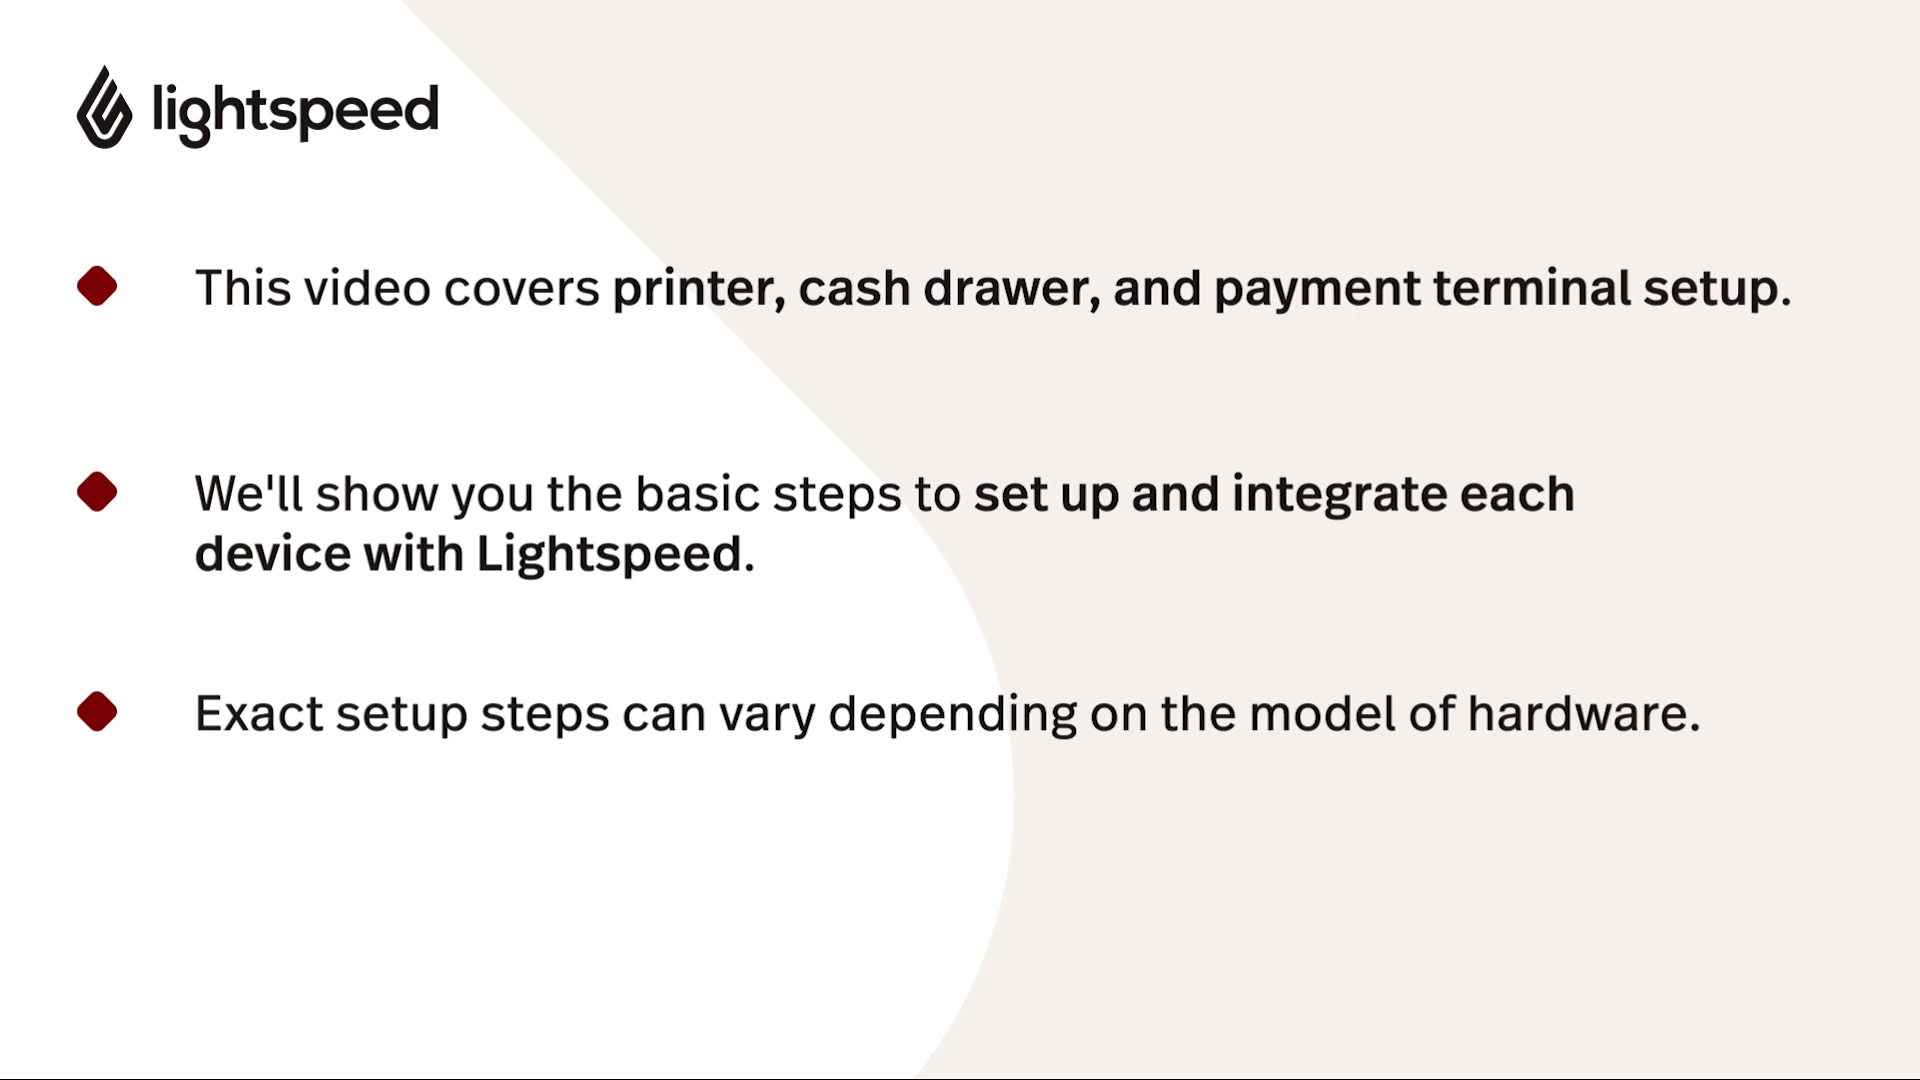 lightspeed
This video covers printer, cash drawer, and payment terminal setup.
We'll show you the basic steps to set up and integrate each
device with Lightspeed.
Exact setup steps can vary depending on the model of hardware.